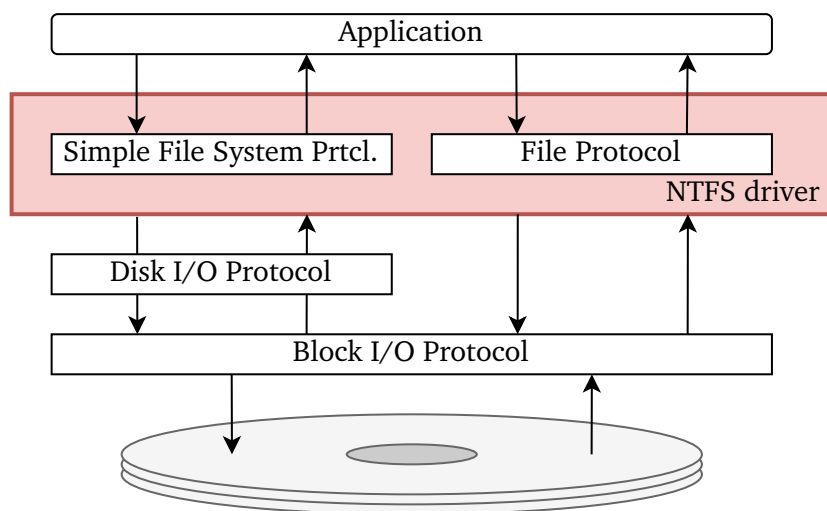 Application
Simple File System Prtcl.
File Protocol
NTFS driver
Disk I/O Protocol
Block I/O Protocol